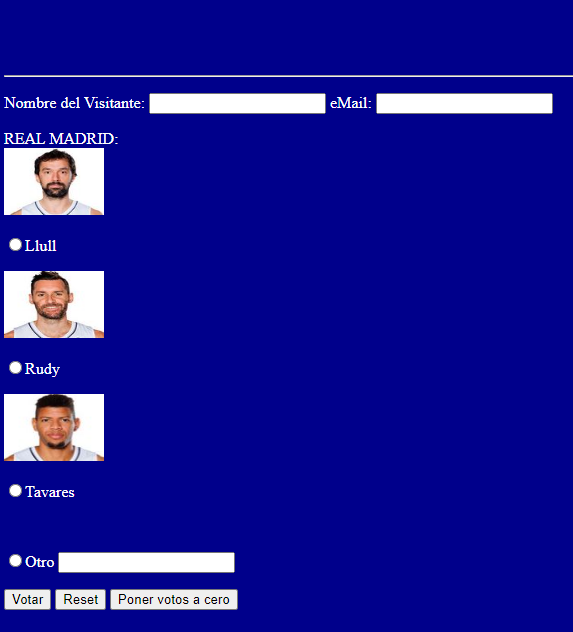 Nombre del Visitante: eMail:
REAL MADRID:
Llull
Rudy
Tavares
Otro
Votar Reset Poner votos a cero